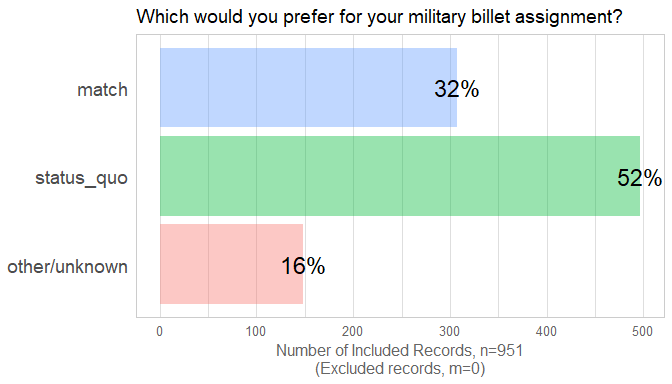 Which would you prefer for your military billet assignment?
match
32%
status_quo
52%
other/unknown
16%
0 100 200 300 400 500
Number of Included Records, n=951
(Excluded records, m=0)